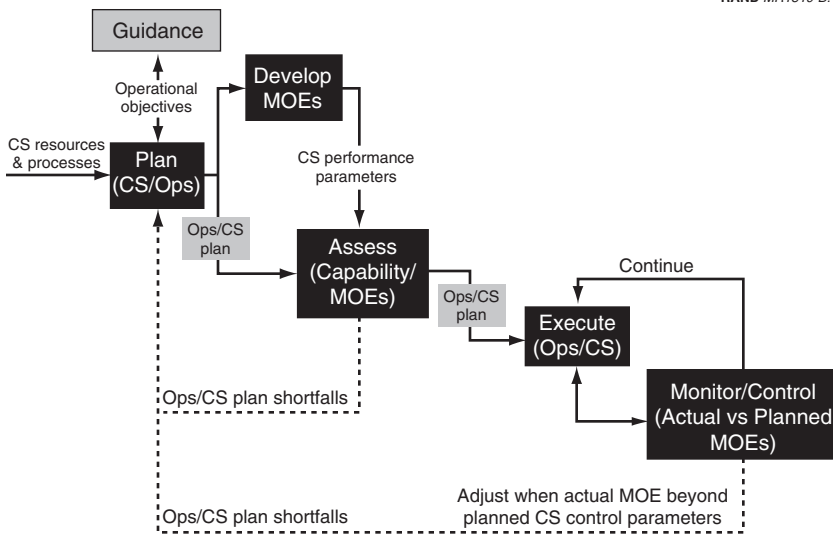 Guidance
Operational
objectives
Develop
MOEs
CS resources
& processes
Plan
(CS/Ops)
CS performance
parameters
Ops/CS
plan
Assess
(Capability/
MOEs)
Ops/CS
plan
Continue
Execute
(Ops/CS)
Monitor/Control
(Actual vs Planned
MOEs)
Ops/CS plan shortfalls
Ops/CS plan shortfalls
Adjust when actual MOE beyond
planned CS control parameters